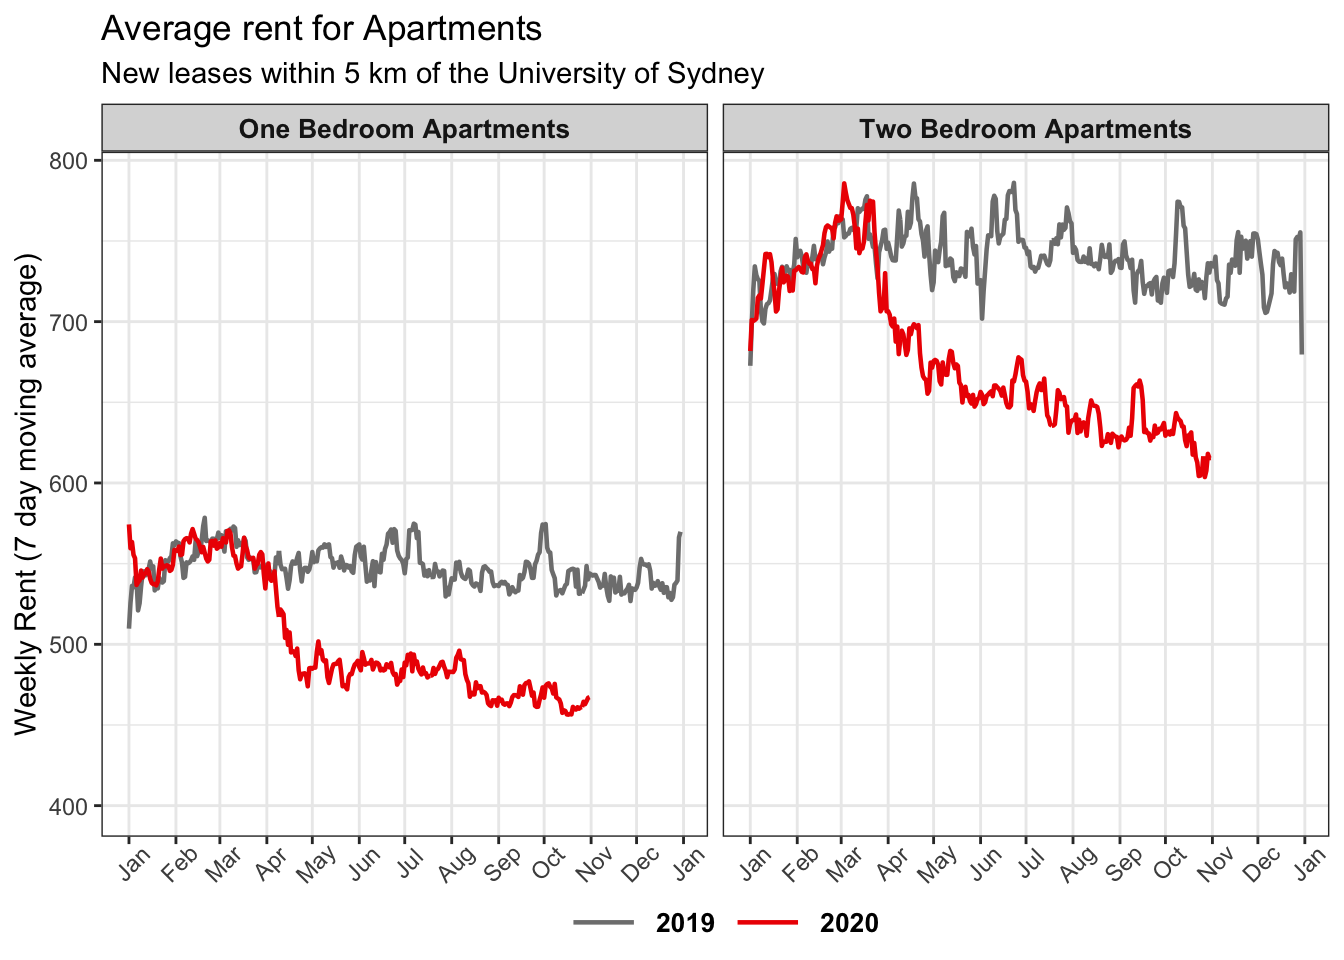 Average rent for Apartments
New leases within 5 km of the University of Sydney
One Bedroom Apartments
Two Bedroom Apartments
Weekly Rent (7 day moving average)
800
700
600
500
400
Jan Feb Mar Apr May Jun Jul Aug Sep Oct Nov Dec Jan
Jan Feb Mar Apr May Jun Jul Aug Sep Oct Nov Dec Jan
2019 2020